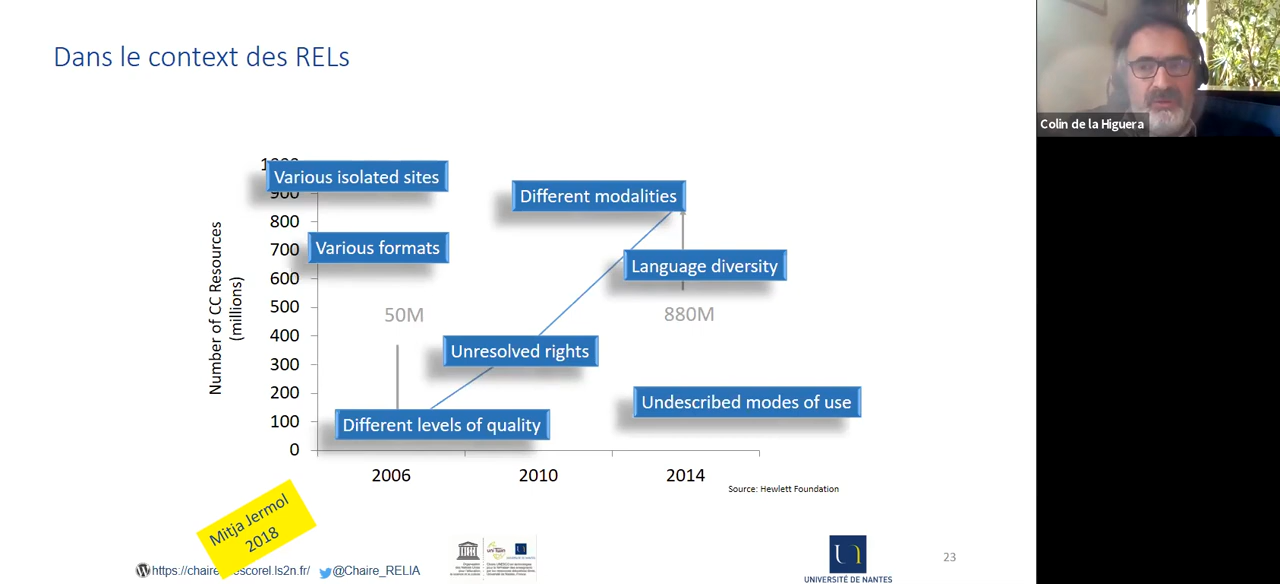 Dans le context des RELs
Colin de la Higuera
Number of CC Resources
(millions)
1000
900
800
700
600
500
400
300
200
100
0
Various isolated sites
Different modalities
Various formats
Language diversity
50M
880M
Unresolved rights
Undescribed modes of use
Different levels of quality
2006
2010
2014
Source: Hewlett Foundation
Mitja Jermol
2018
https://chaire
escorel.ls2n.fr/
@Chaire_RELIA
UNIVERSITÉ DE NANTES
23